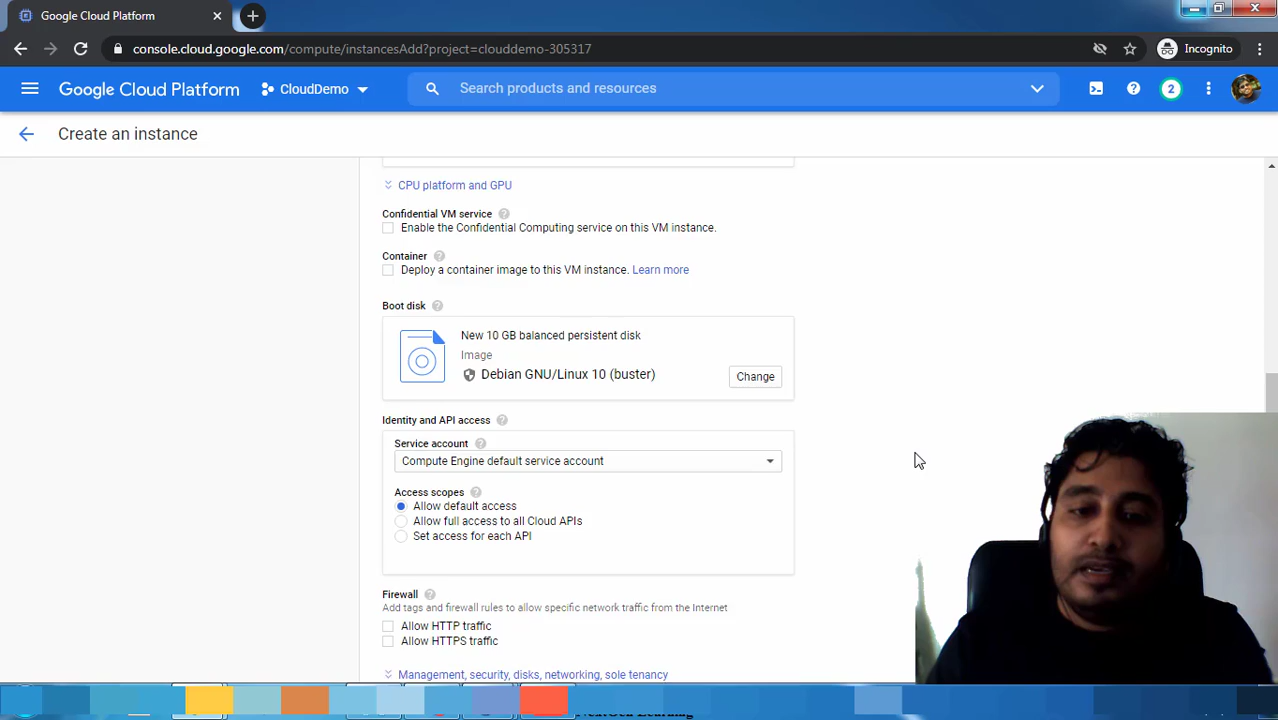 Google Cloud Platform
console.cloud.google.com/compute/instancesAdd?project=clouddemo-305317
Incognito
Google Cloud Platform
CloudDemo
Search products and resources
2
Create an instance
CPU platform and GPU
Confidential VM service
Enable the Confidential Computing service on this VM instance.
Container
Deploy a container image to this VM instance. Learn more
Boot disk
New 10 GB balanced persistent disk
Image
Debian GNU/Linux 10 (buster)
Change
Identity and API access
Service account
Compute Engine default service account
Access scopes
Allow default access
Allow full access to all Cloud APIs
Set access for each API
Firewall
Add tags and firewall rules to allow specific network traffic from the Internet
Allow HTTP traffic
Allow HTTPS traffic
Management, security, disks, networking, sole tenancy